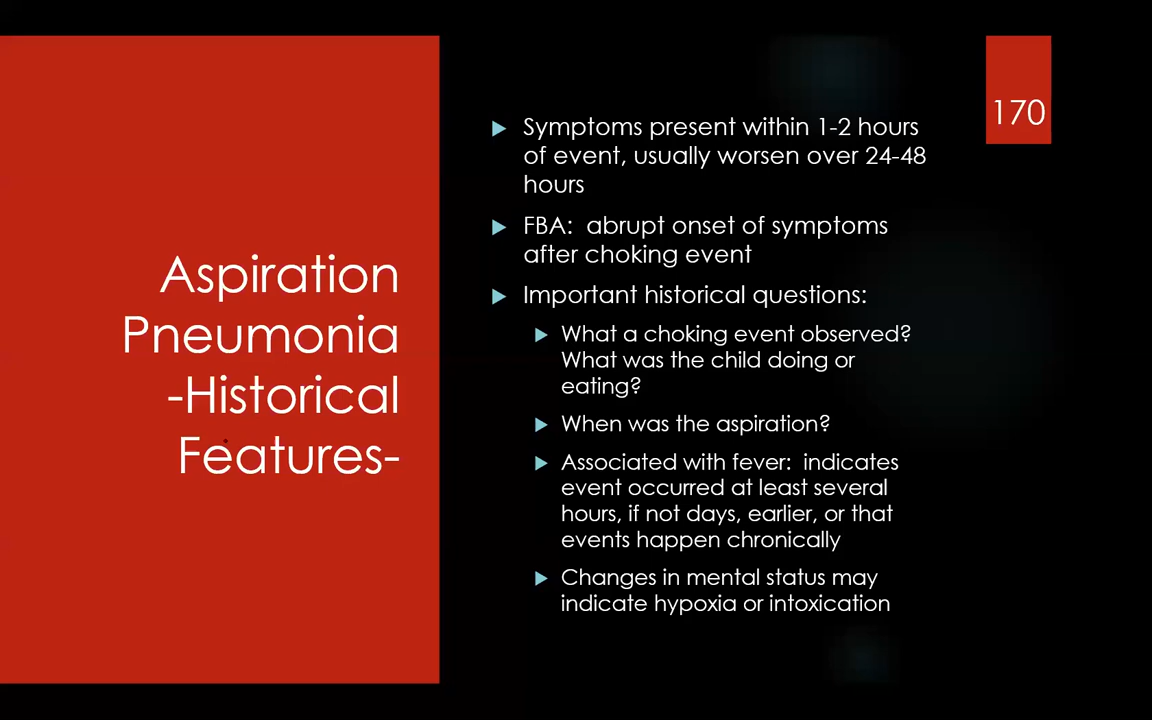 Aspiration
Pneumonia
-Historical
Features-
170
Symptoms present within 1-2 hours
of event, usually worsen over 24-48
hours
FBA:  abrupt onset of symptoms
after choking event
Important historical questions:
What a choking event observed?
What was the child doing or
eating?
When was the aspiration?
Associated with fever:  indicates
event occurred at least several
hours, if not days, earlier, or that
events happen chronically
Changes in mental status may
indicate hypoxia or intoxication